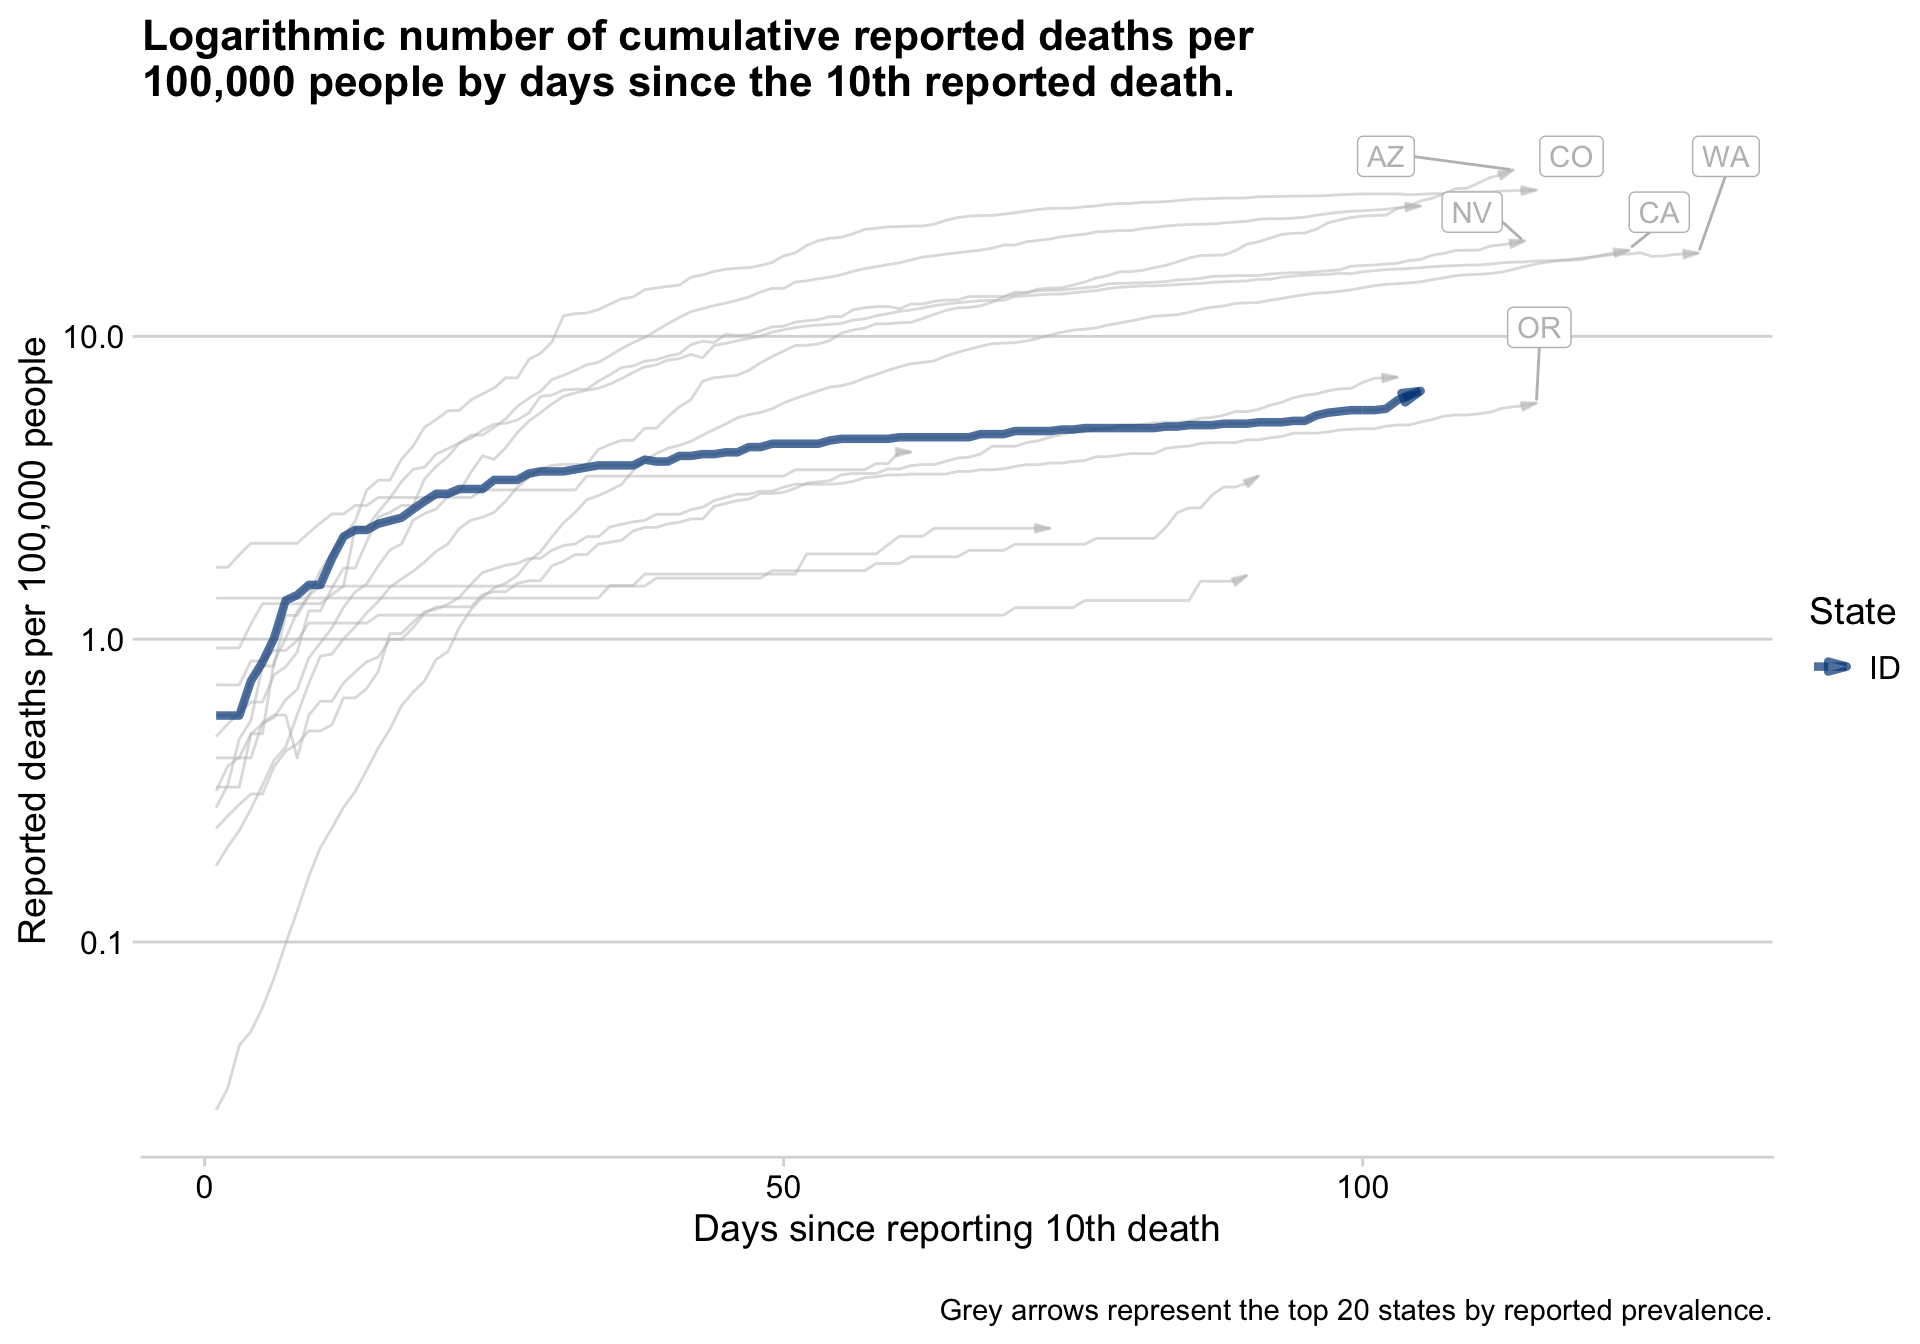 Logarithmic number of cumulative reported deaths per
100,000 people by days since the 10th reported death.
AZ
CO
WA
NV
CA
OR
10.0
1.0
0.1
Reported deaths per 100,000 people
0
50
100
Days since reporting 10th death
State
ID
Grey arrows represent the top 20 states by reported prevalence.